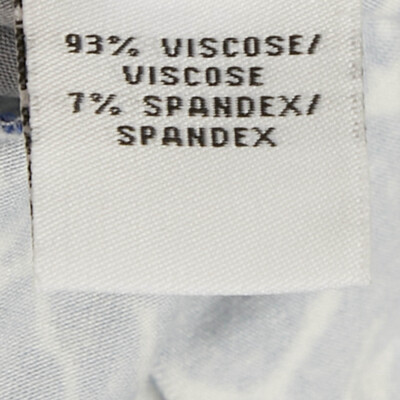 93% VISCOSE/
VISCOSE
7% SPANDEX/
SPANDEX